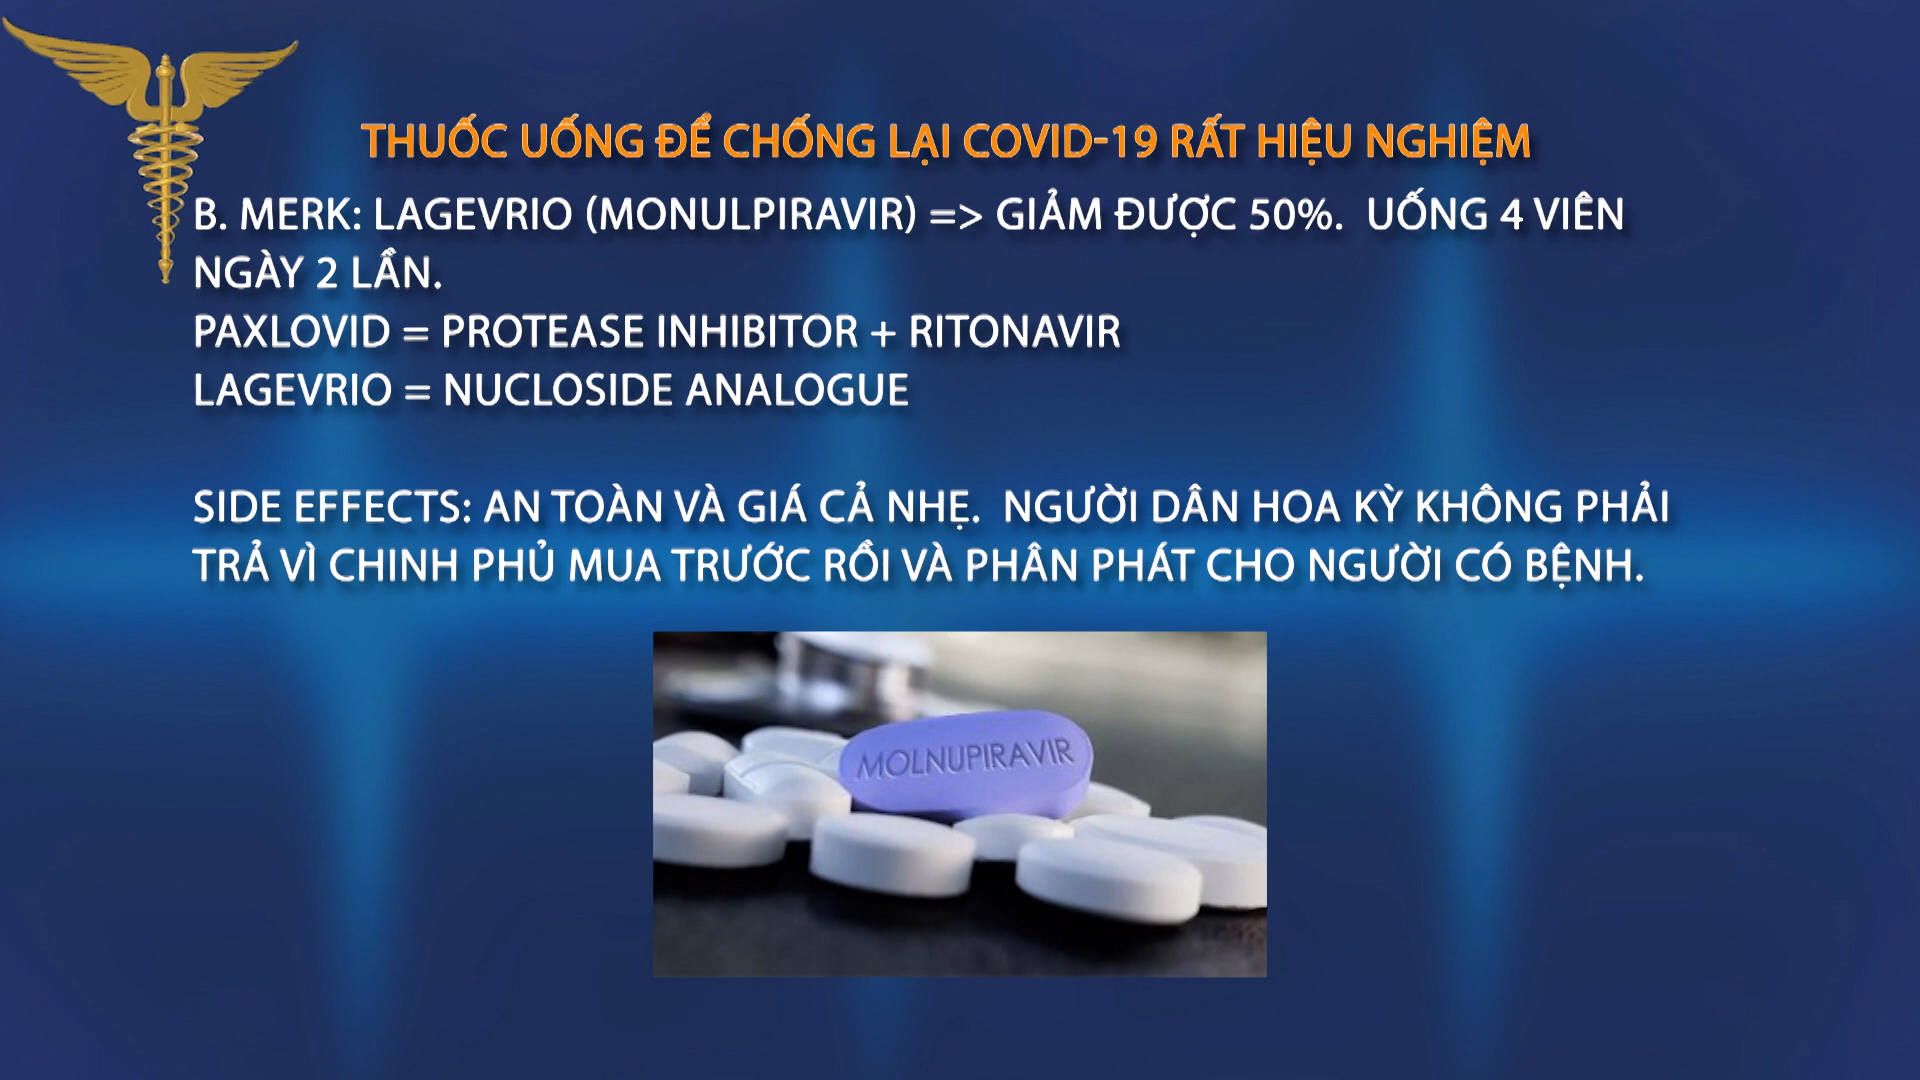 THUỐC UỐNG ĐỂ CHỐNG LẠI COVID-19 RẤT HIỆU NGHIỆM
B. MERK: LAGEVRIO (MONULPIRAVIR) => GIẢM ĐƯỢC 50%. UỐNG 4 VIÊN
NGÀY 2 LẦN.
PAXLOVID = PROTEASE INHIBITOR + RITONAVIR
LAGEVRIO = NUCLOSIDE ANALOGUE
SIDE EFFECTS: AN TOÀN VÀ GIÁ CẢ NHẸ. NGƯỜI DÂN HOA KỲ KHÔNG PHẢI
TRẢ VÌ CHINH PHỦ MUA TRƯỚC RỒI VÀ PHÂN PHÁT CHO NGƯỜI CÓ BỆNH.
MOLNUPIRAVIR